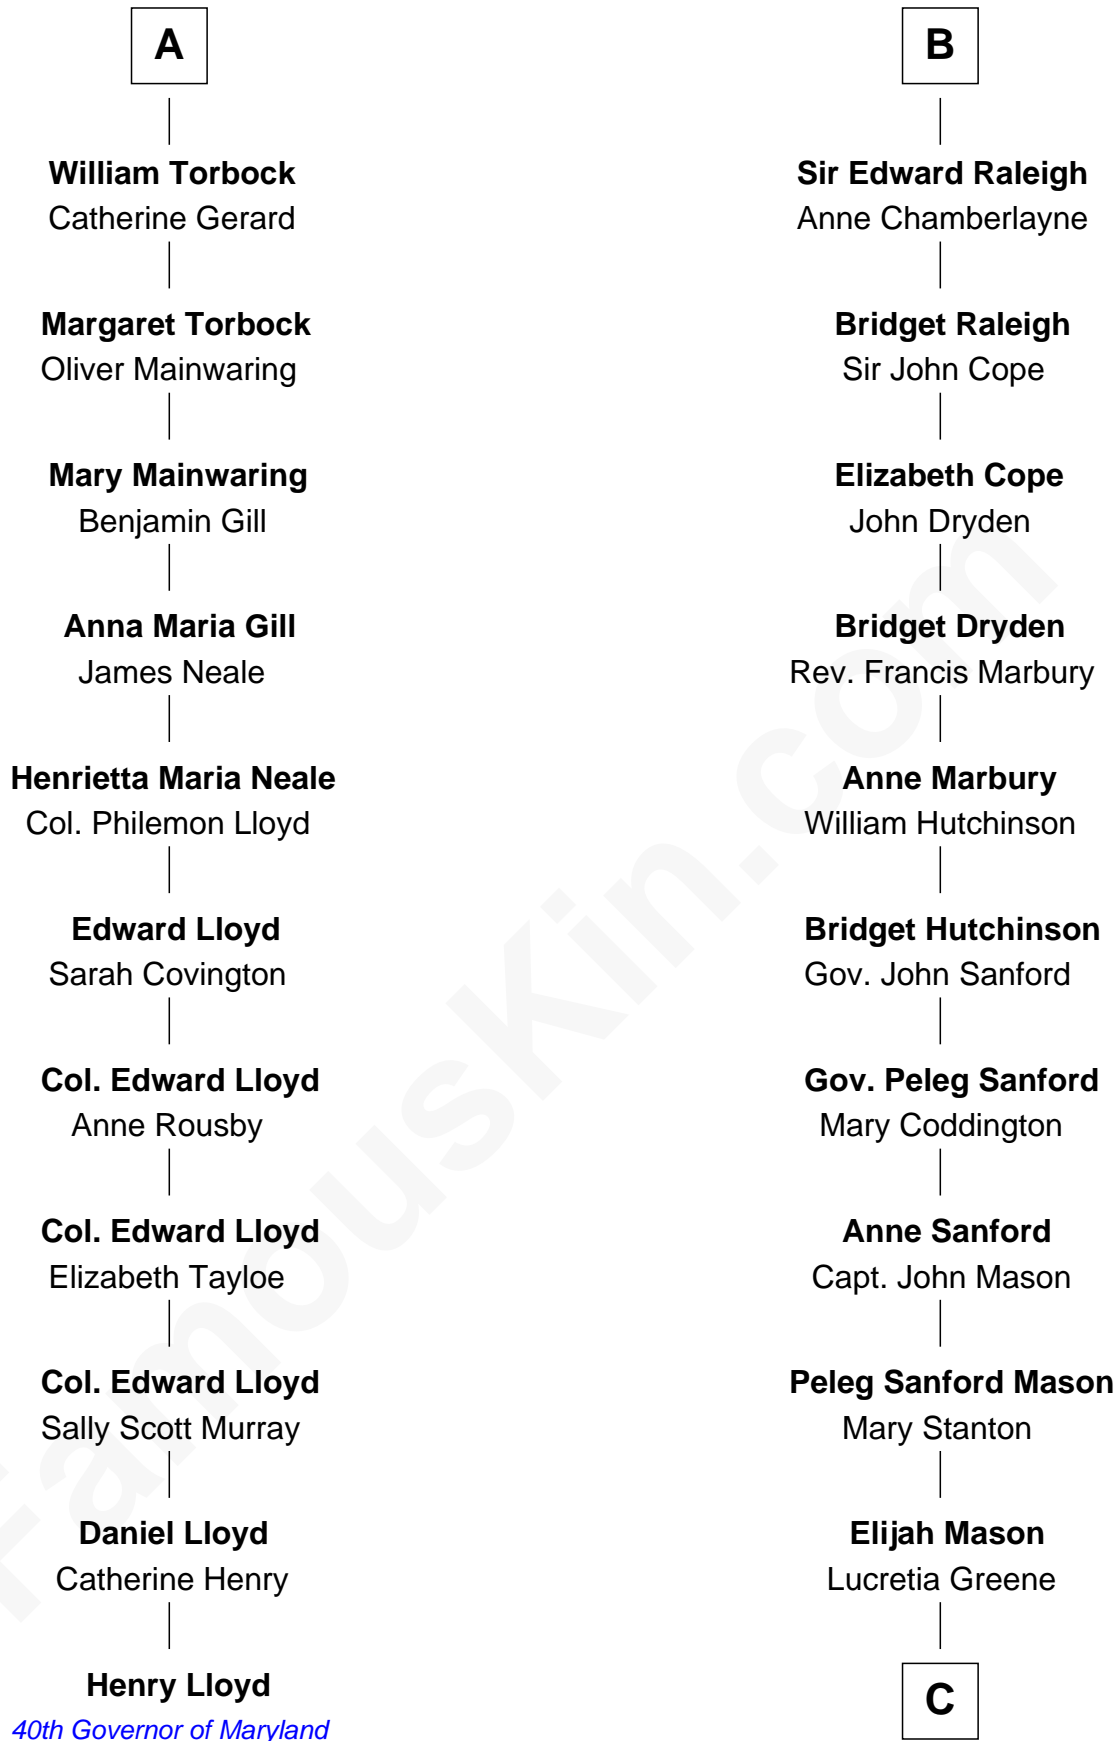 A
William Torbock
Catherine Gerard
Margaret Torbock
Oliver Mainwaring
Mary Mainwaring
Benjamin Gill
Anna Maria Gill
James Neale
Henrietta Maria Neale
Col. Philemon Lloyd
Edward Lloyd
Sarah Covington
Col. Edward Lloyd
Anne Rousby
Col. Edward Lloyd
Elizabeth Tayloe
Col. Edward Lloyd
Sally Scott Murray
Daniel Lloyd
Catherine Henry
Henry Lloyd
40th Governor of Maryland
B
Sir Edward Raleigh
Anne Chamberlayne
Bridget Raleigh
Sir John Cope
Elizabeth Cope
John Dryden
Bridget Dryden
Rev. Francis Marbury
Anne Marbury
William Hutchinson
Bridget Hutchinson
Gov. John Sanford
Gov. Peleg Sanford
Mary Coddington
Anne Sanford
Capt. John Mason
Peleg Sanford Mason
Mary Stanton
Elijah Mason
Lucretia Greene
C
FamousKin.com